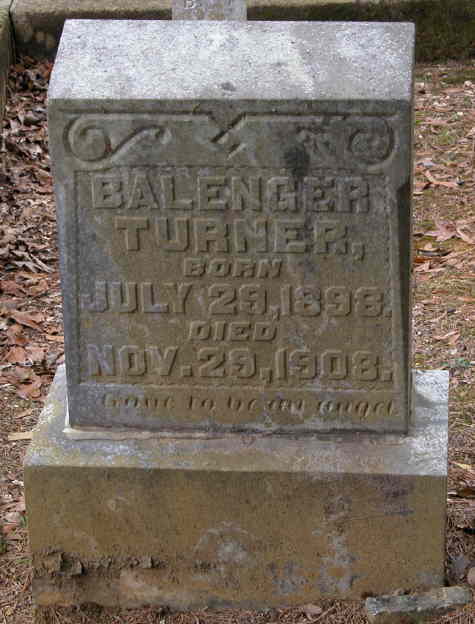 BALENGER
TURNER,
BORN
JULY 29, 1898.
DIED
NOV. 29, 1908.
Gone to be an angel